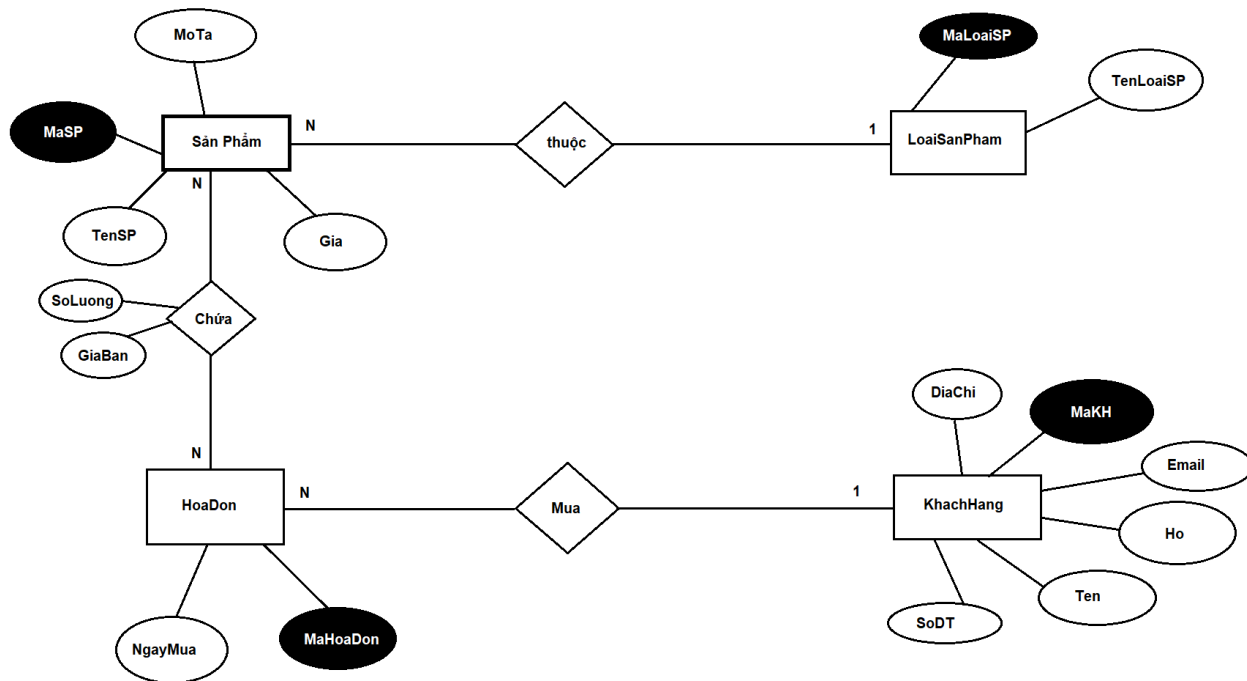 MoTa
MaLoaiSP
TenLoaiSP
MaSP
Sản Phẩm
N
thuộc
1
LoaiSanPham
N
TenSP
Gia
SoLuong
Chứa
GiaBan
DiaChi
MaKH
N
Email
HoaDon
N
Mua
1
KhachHang
Ho
Ten
SoDT
NgayMua
MaHoaDon